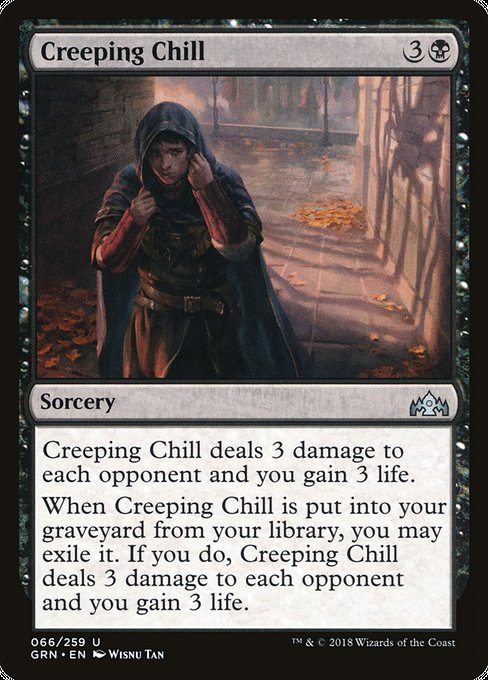 Creeping Chill 3
Sorcery
Creeping Chill deals 3 damage to
each opponent and you gain 3 life.
When Creeping Chill is put into your
graveyard from your library, you may
exile it. If you do, Creeping Chill
deals 3 damage to each opponent
and you gain 3 life.
066/259 U
GRN • EN Wisnu Tan
™ & © 2018 Wizards of the Coast